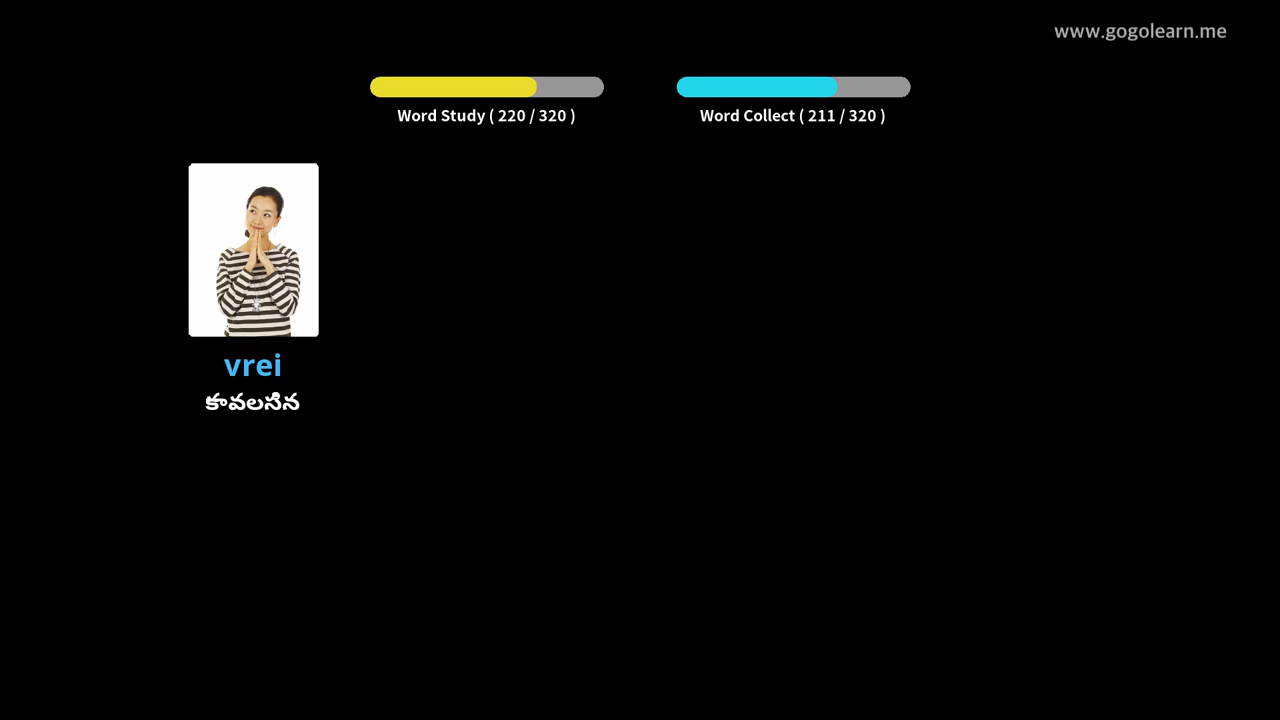 www.gogolearn.me
Word Study ( 220 / 320 )
Word Collect ( 211 / 320 )
vrei
కావలసిన